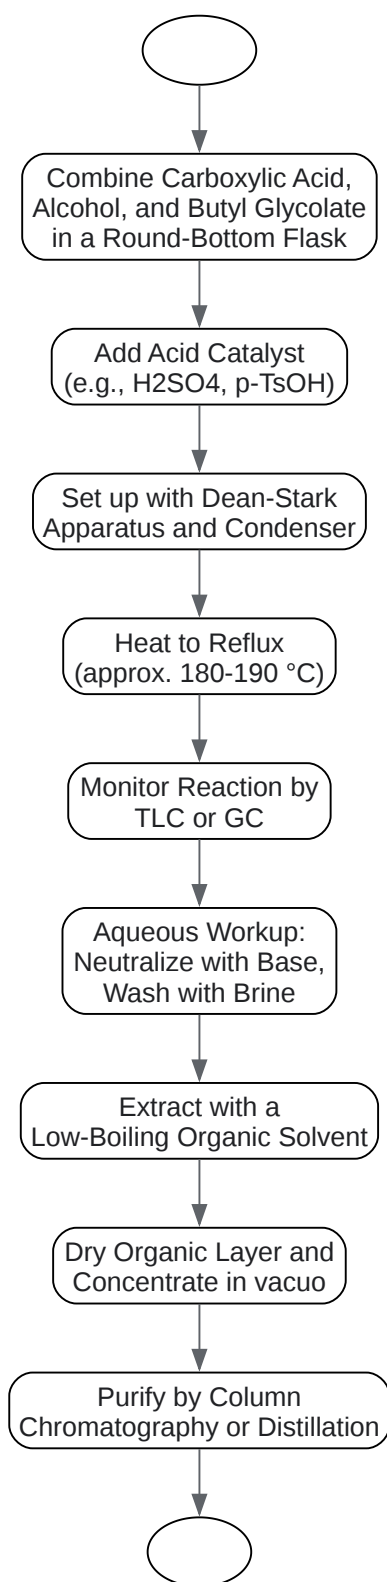 Combine Carboxylic Acid,
Alcohol, and Butyl Glycolate
in a Round-Bottom Flask
Add Acid Catalyst
(e.g., H2SO4, p-TsOH)
Set up with Dean-Stark
Apparatus and Condenser
Heat to Reflux
(approx. 180-190 °C)
Monitor Reaction by
TLC or GC
Aqueous Workup:
Neutralize with Base,
Wash with Brine
Extract with a
Low-Boiling Organic Solvent
Dry Organic Layer and
Concentrate in vacuo
Purify by Column
Chromatography or Distillation